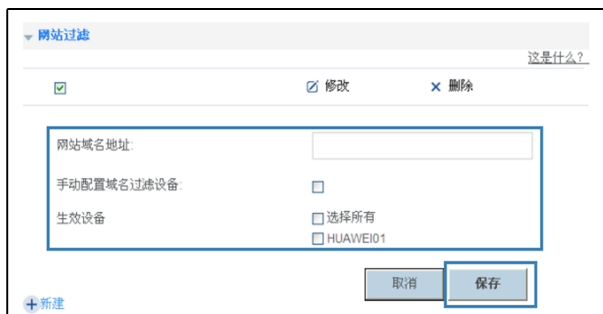 网站过滤
这是什么?
修改 删除
网站域名地址:
手动配置域名过滤设备:
生效设备 选择所有
HUAWEI01
取消 保存
新建